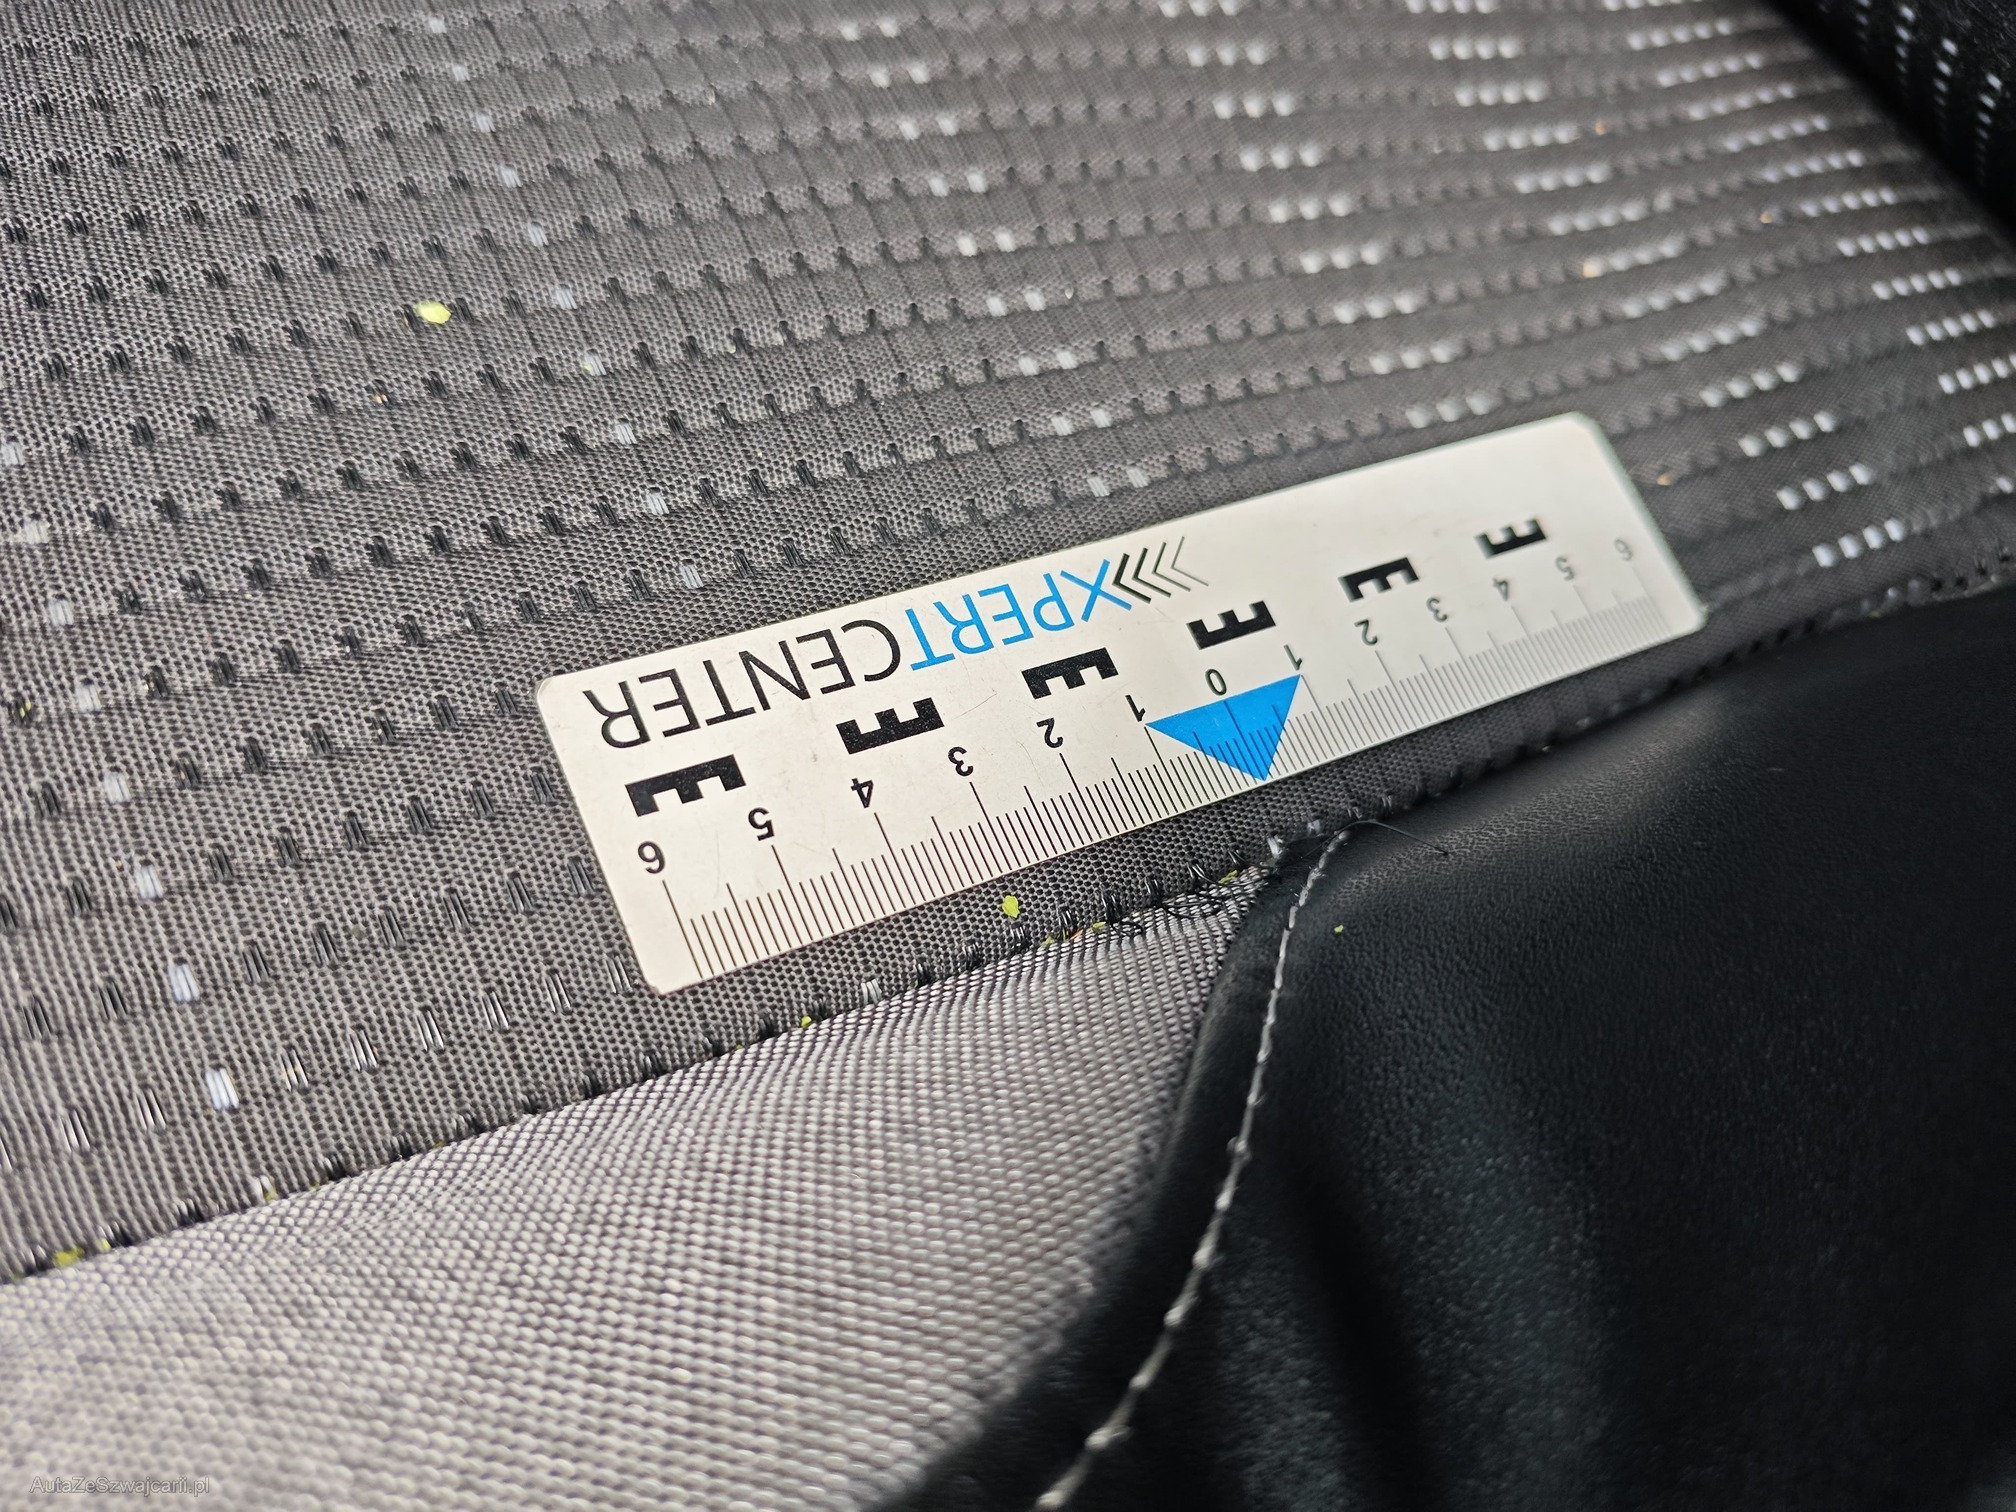 6 5 4 3 2 1 0 1 2 3 4 5 6
E E E E E E
XPERTCENTER
AutaZeSzwajcarii.pl